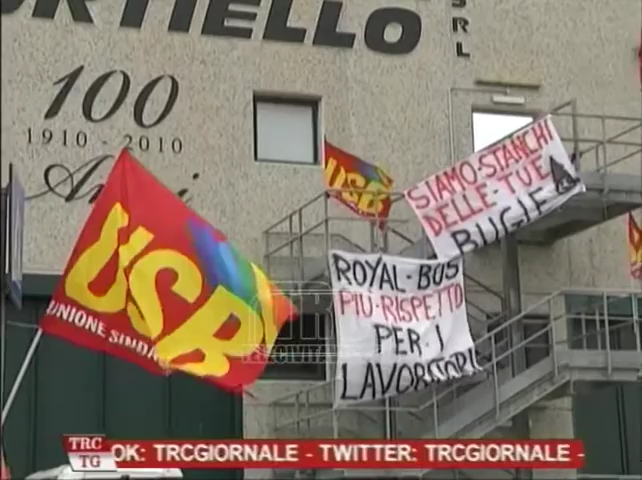 RTIELLO
SRL
100
1910 - 2010
Anni
SIAMO·STANCHI
DELLE·TUE
BUGIE
USB
USB
UNIONE SINDA
ROYAL-BUS
PIÙ·RISPETTO
PER·I
LAVORATORI
TRC
TG
OK: TRCGIORNALE - TWITTER: TRCGIORNALE -